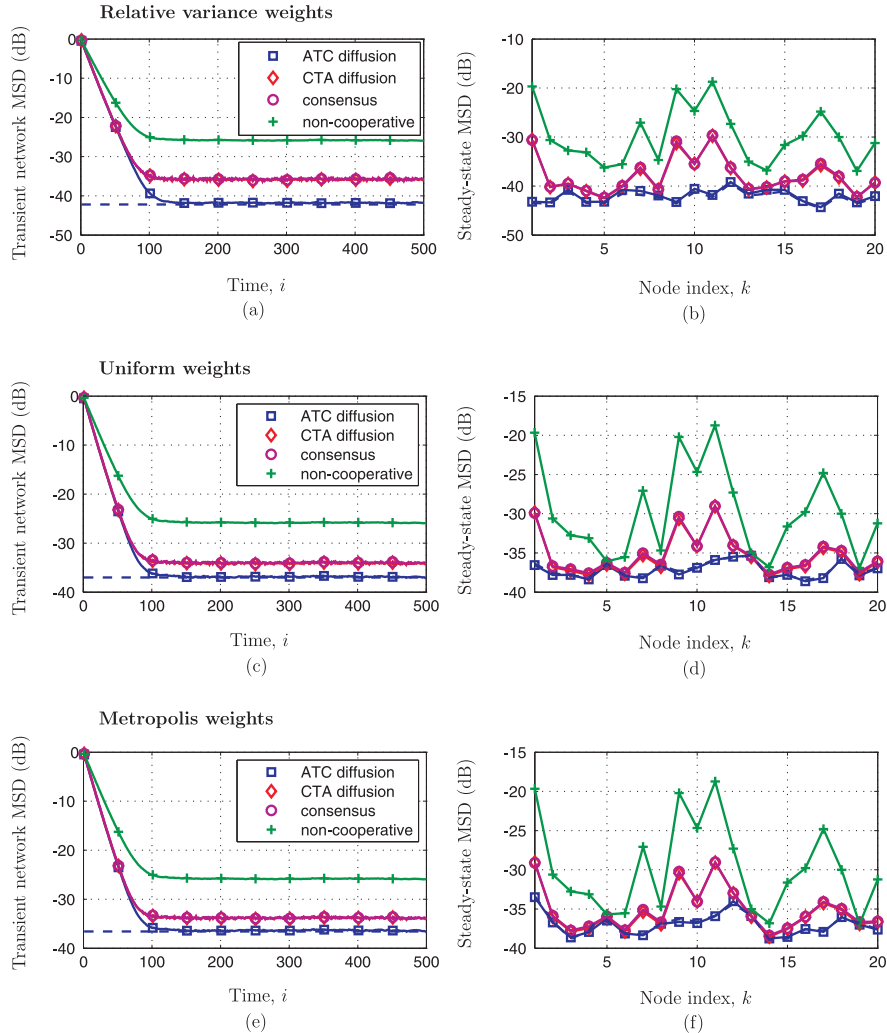 Relative variance weights
Transient network MSD (dB)
0
-10
-20
-30
-40
-50
0
100
200
300
400
500
ATC diffusion
CTA diffusion
consensus
non-cooperative
Time, i
(a)
Steady-state MSD (dB)
-10
-20
-30
-40
-50
5
10
15
20
Node index, k
(b)
Uniform weights
Transient network MSD (dB)
0
-10
-20
-30
-40
0
100
200
300
400
500
ATC diffusion
CTA diffusion
consensus
non-cooperative
Time, i
(c)
Steady-state MSD (dB)
-15
-20
-25
-30
-35
-40
5
10
15
20
Node index, k
(d)
Metropolis weights
Transient network MSD (dB)
0
-10
-20
-30
-40
0
100
200
300
400
500
ATC diffusion
CTA diffusion
consensus
non-cooperative
Time, i
(e)
Steady-state MSD (dB)
-15
-20
-25
-30
-35
-40
5
10
15
20
Node index, k
(f)